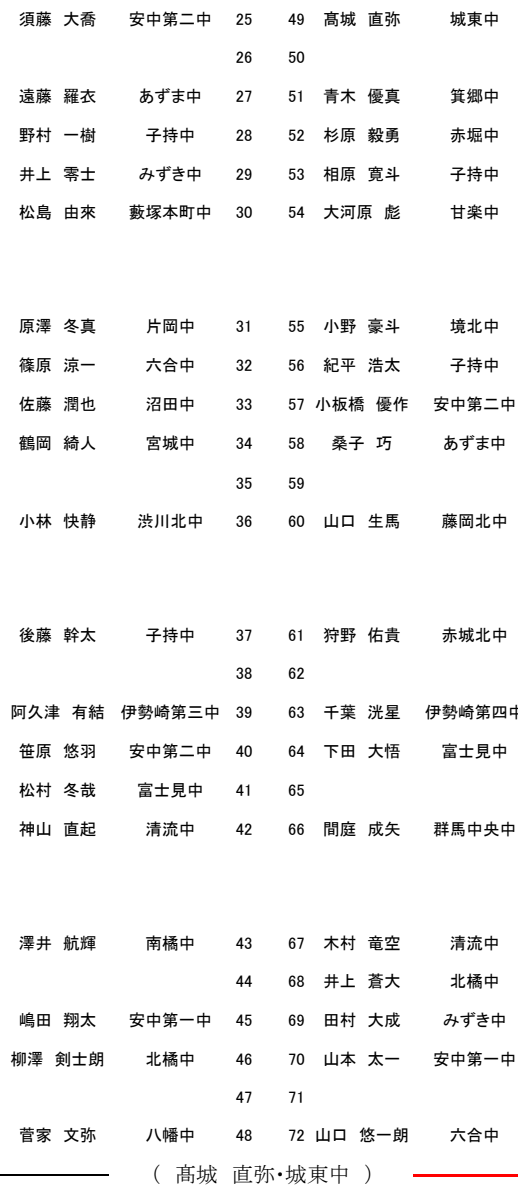 須藤 大喬 安中第二中 25 49 髙城 直弥 城東中
26 50
遠藤 羅衣 あずま中 27 51 青木 優真 箕郷中
野村 一樹 子持中 28 52 杉原 毅勇 赤堀中
井上 零士 みずき中 29 53 相原 寛斗 子持中
松島 由來 藪塚本町中 30 54 大河原 彪 甘楽中
原澤 冬真 片岡中 31 55 小野 豪斗 境北中
篠原 涼一 六合中 32 56 紀平 浩太 子持中
佐藤 潤也 沼田中 33 57 小板橋 優作 安中第二中
鶴岡 綺人 宮城中 34 58 桑子 巧 あずま中
35 59
小林 快静 渋川北中 36 60 山口 生馬 藤岡北中
後藤 幹太 子持中 37 61 狩野 佑貴 赤城北中
38 62
阿久津 有結 伊勢崎第三中 39 63 千葉 洸星 伊勢崎第四中
笹原 悠羽 安中第二中 40 64 下田 大悟 富士見中
松村 冬哉 富士見中 41 65
神山 直起 清流中 42 66 間庭 成矢 群馬中央中
澤井 航輝 南橘中 43 67 木村 竜空 清流中
44 68 井上 蒼大 北橘中
嶋田 翔太 安中第一中 45 69 田村 大成 みずき中
柳澤 剣士朗 北橘中 46 70 山本 太一 安中第一中
47 71
菅家 文弥 八幡中 48 72 山口 悠一朗 六合中
( 髙城 直弥・城東中 )